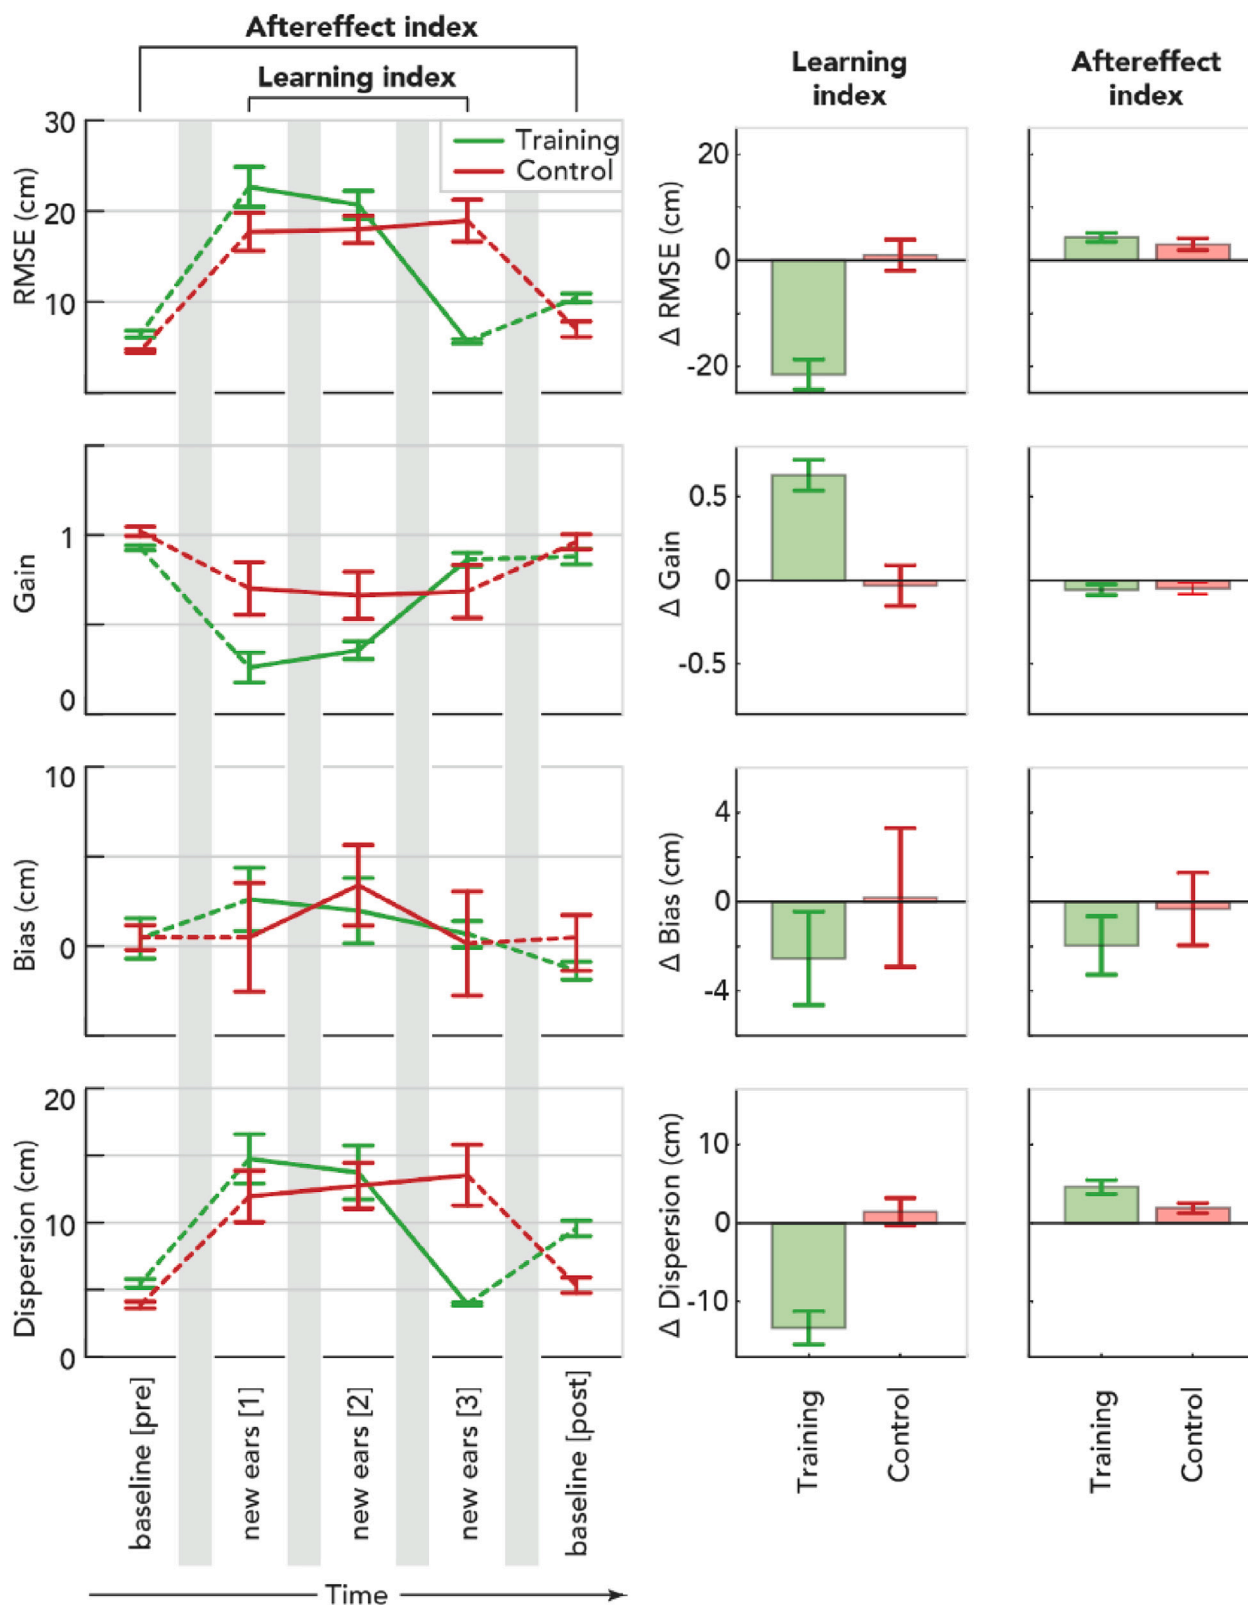 Aftereffect index
Learning index
Learning
index
Aftereffect
index
RMSE (cm)
30
20
10
Training
Control
Δ RMSE (cm)
20
0
-20
Gain
1
0
Δ Gain
0.5
0
-0.5
Bias (cm)
10
0
Δ Bias (cm)
4
0
-4
Dispersion (cm)
20
10
0
Δ Dispersion (cm)
10
0
-10
baseline [pre]
new ears [1]
new ears [2]
new ears [3]
baseline [post]
Training
Control
Training
Control
Time